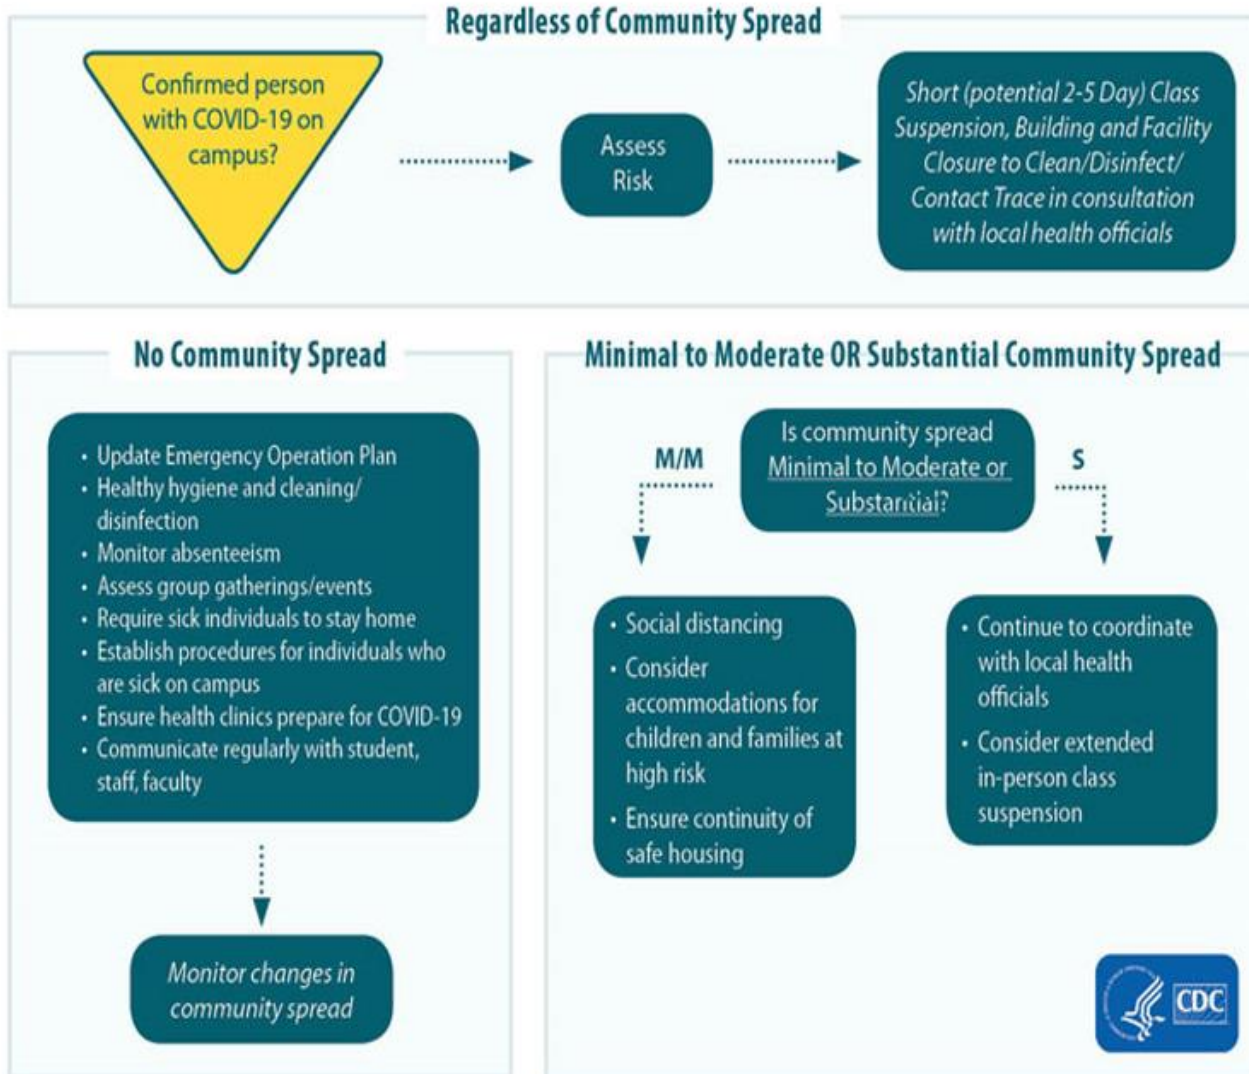 Regardless of Community Spread
Confirmed person
with COVID-19 on
campus?
Assess
Risk
Short (potential 2-5 Day) Class
Suspension, Building and Facility
Closure to Clean/Disinfect/
Contact Trace in consultation
with local health officials
No Community Spread
• Update Emergency Operation Plan
• Healthy hygiene and cleaning/
disinfection
• Monitor absenteeism
• Assess group gatherings/events
• Require sick individuals to stay home
• Establish procedures for individuals who
are sick on campus
• Ensure health clinics prepare for COVID-19
• Communicate regularly with student,
staff, faculty
Monitor changes in
community spread
Minimal to Moderate OR Substantial Community Spread
Is community spread
Minimal to Moderate or
Substantial?
M/M
S
• Social distancing
• Consider
accommodations for
children and families at
high risk
• Ensure continuity of
safe housing
• Continue to coordinate
with local health
officials
• Consider extended
in-person class
suspension
CDC